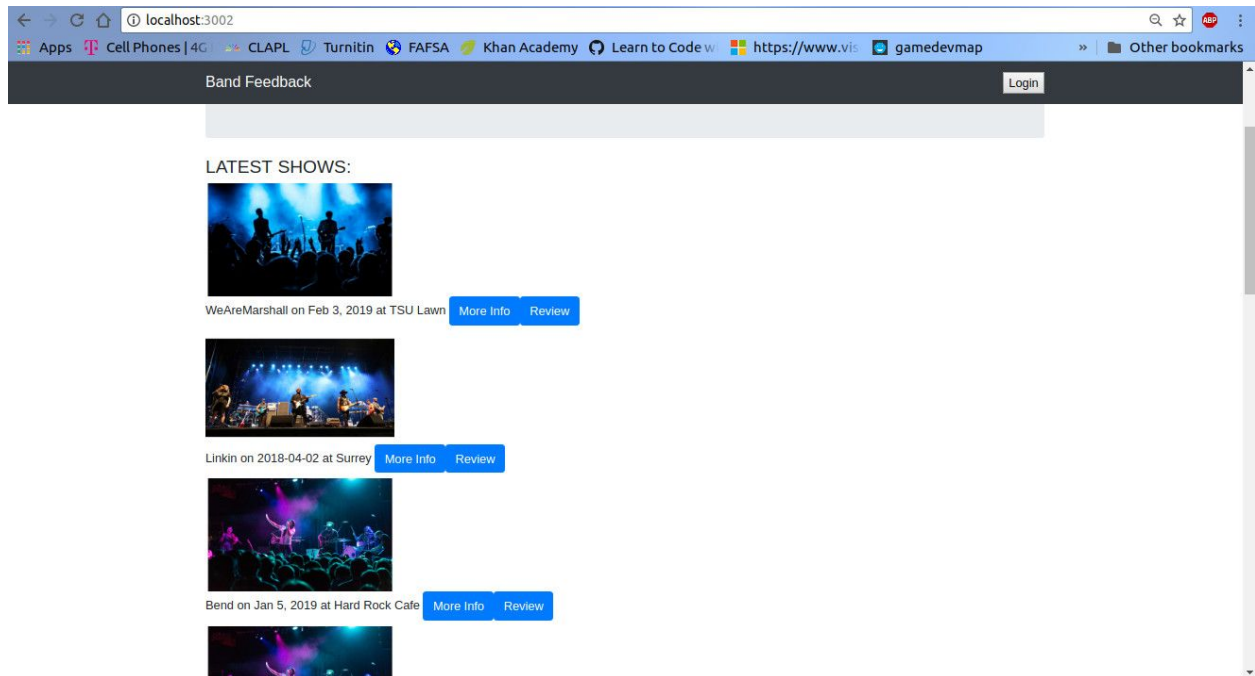 localhost:3002
ABP
Apps T Cell Phones | 4G CLAPL Turnitin FAFSA Khan Academy Learn to Code w https://www.vis gamedevmap » Other bookmarks
Band Feedback Login
LATEST SHOWS:
WeAreMarshall on Feb 3, 2019 at TSU Lawn More Info Review
Linkin on 2018-04-02 at Surrey More Info Review
Bend on Jan 5, 2019 at Hard Rock Cafe More Info Review